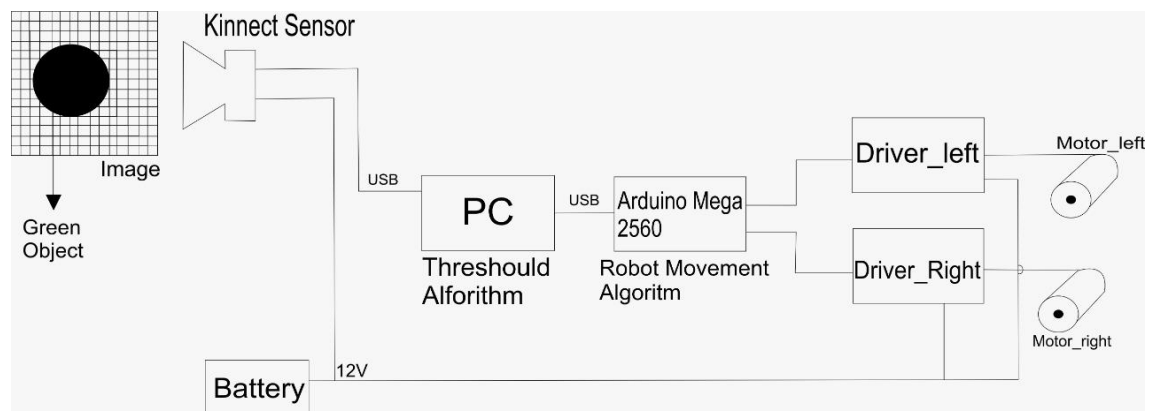 Kinnect Sensor
Image
Green
Object
USB
PC
Threshould
Alforithm
USB
Arduino Mega
2560
Robot Movement
Algoritm
Driver_left
Motor_left
Driver_Right
Motor_right
12V
Battery